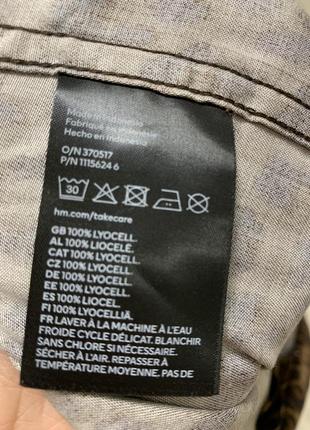 Made in Indonesia
Fabriqué en Indonésie
Hecho en Indonesia
O/N 370517
P/N 1115624 6
30
hm.com/takecare
GB 100% LYOCELL.
AL 100% LIOCELË.
CAT 100% LYOCELL.
CZ 100% LYOCELL.
DE 100% LYOCELL.
EE 100% LYOCELL.
ES 100% LIOCEL.
FI 100% LYOCELLIÄ.
FR LAVER À LA MACHINE À L'EAU
FROIDE CYCLE DÉLICAT. BLANCHIR
SANS CHLORE SI NÉCESSAIRE.
SÉCHER À L'AIR. REPASSER À
TEMPÉRATURE MOYENNE. PAS DE